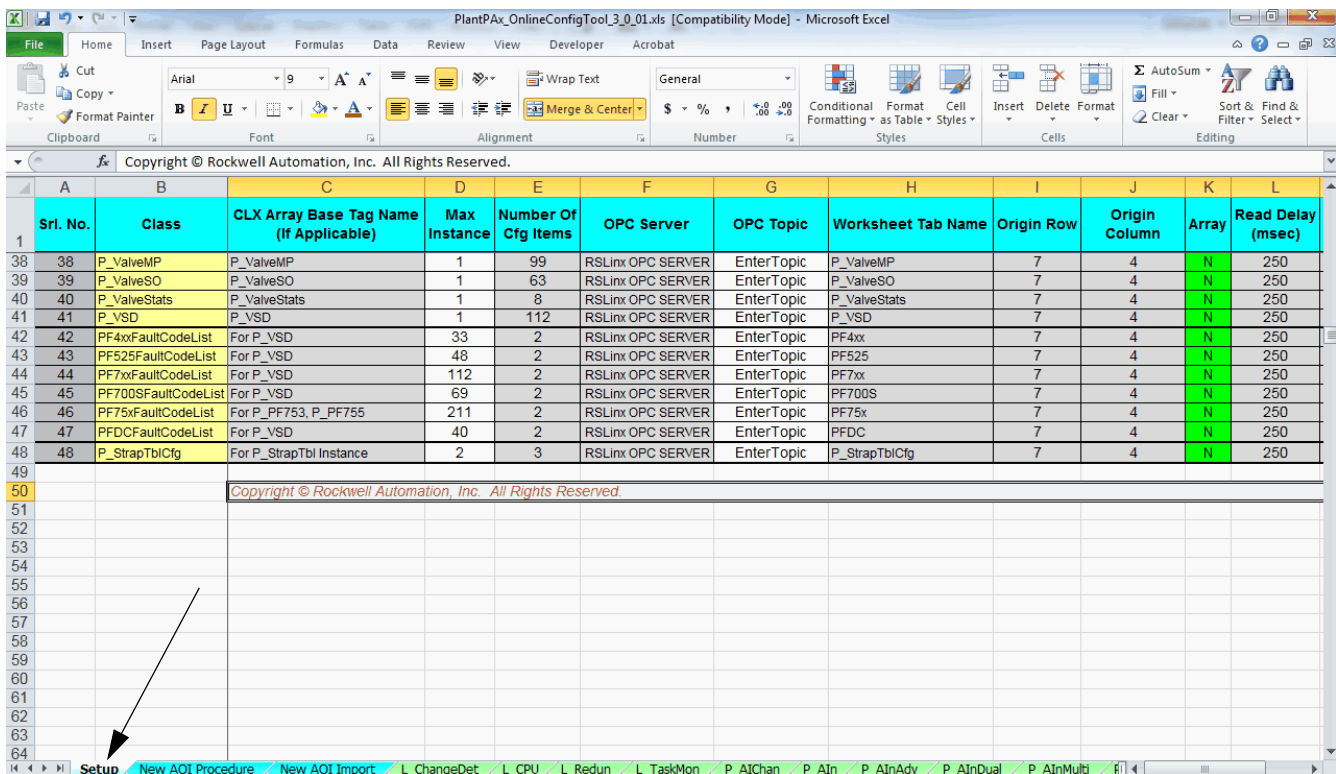 PlantPAx_OnlineConfigTool_3_0_01.xls [Compatibility Mode] - Microsoft Excel
File Home Insert Page Layout Formulas Data Review View Developer Acrobat
Cut
Copy
Format Painter
Paste
Clipboard
Arial 9
B I U
Font
Wrap Text
Merge & Center
Alignment
General
$ % ,
Number
Conditional Formatting
Format as Table
Cell Styles
Styles
Insert Delete Format
Cells
Σ AutoSum
Fill
Clear
Sort & Filter
Find & Select
Editing
fx Copyright © Rockwell Automation, Inc. All Rights Reserved.
A B C D E F G H I J K L
1 Srl. No. Class CLX Array Base Tag Name (If Applicable) Max Instance Number Of Cfg Items OPC Server OPC Topic Worksheet Tab Name Origin Row Origin Column Array Read Delay (msec)
38 38 P_ValveMP P_ValveMP 1 99 RSLinx OPC SERVER EnterTopic P_ValveMP 7 4 N 250
39 39 P_ValveSO P_ValveSO 1 63 RSLinx OPC SERVER EnterTopic P_ValveSO 7 4 N 250
40 40 P_ValveStats P_ValveStats 1 8 RSLinx OPC SERVER EnterTopic P_ValveStats 7 4 N 250
41 41 P_VSD P_VSD 1 112 RSLinx OPC SERVER EnterTopic P_VSD 7 4 N 250
42 42 PF4xxFaultCodeList For P_VSD 33 2 RSLinx OPC SERVER EnterTopic PF4xx 7 4 N 250
43 43 PF525FaultCodeList For P_VSD 48 2 RSLinx OPC SERVER EnterTopic PF525 7 4 N 250
44 44 PF7xxFaultCodeList For P_VSD 112 2 RSLinx OPC SERVER EnterTopic PF7xx 7 4 N 250
45 45 PF700SFaultCodeList For P_VSD 69 2 RSLinx OPC SERVER EnterTopic PF700S 7 4 N 250
46 46 PF75xFaultCodeList For P_PF753, P_PF755 211 2 RSLinx OPC SERVER EnterTopic PF75x 7 4 N 250
47 47 PFDCFaultCodeList For P_VSD 40 2 RSLinx OPC SERVER EnterTopic PFDC 7 4 N 250
48 48 P_StrapTblCfg For P_StrapTbl Instance 2 3 RSLinx OPC SERVER EnterTopic P_StrapTblCfg 7 4 N 250
49
50 Copyright © Rockwell Automation, Inc. All Rights Reserved.
51
52
53
54
55
56
57
58
59
60
61
62
63
64
Setup New AOI Procedure New AOI Import L_ChangeDet L_CPU L_Redun L_TaskMon P_AIChan P_AIn P_AInAdv P_AInDual P_AInMulti